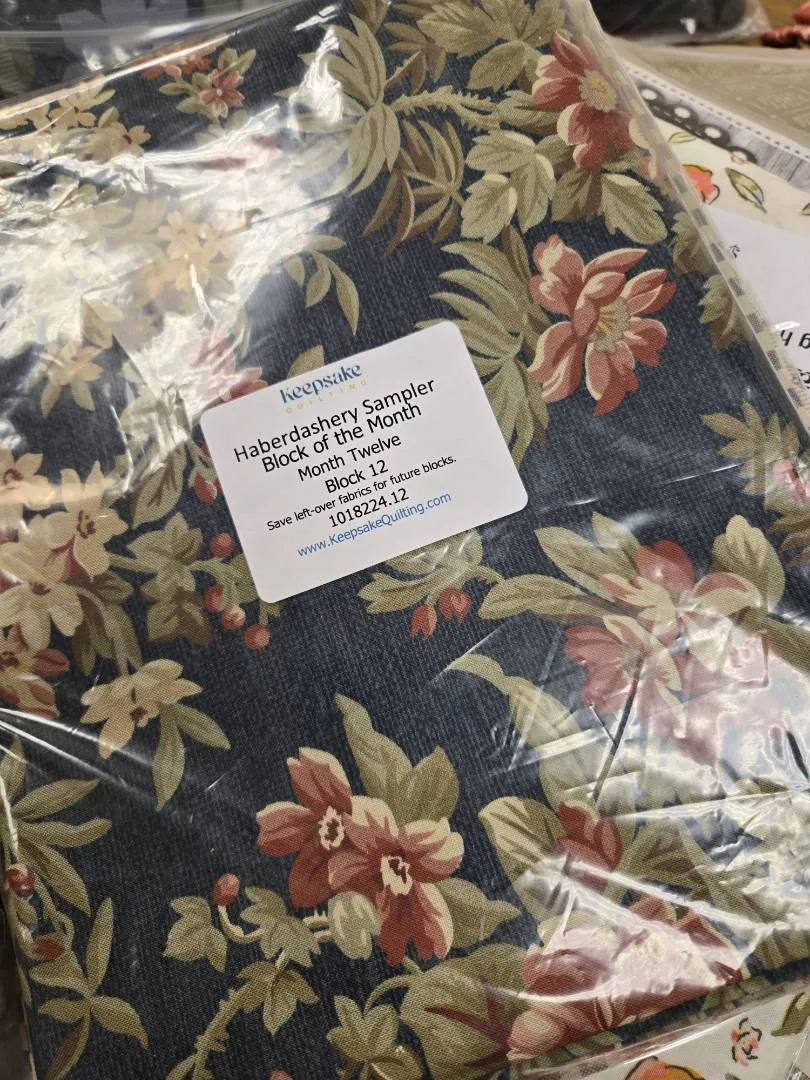 Keepsake
QUILTING
Haberdashery Sampler
Block of the Month
Month Twelve
Block 12
Save left-over fabrics for future blocks.
1018224.12
www.KeepsakeQuilting.com